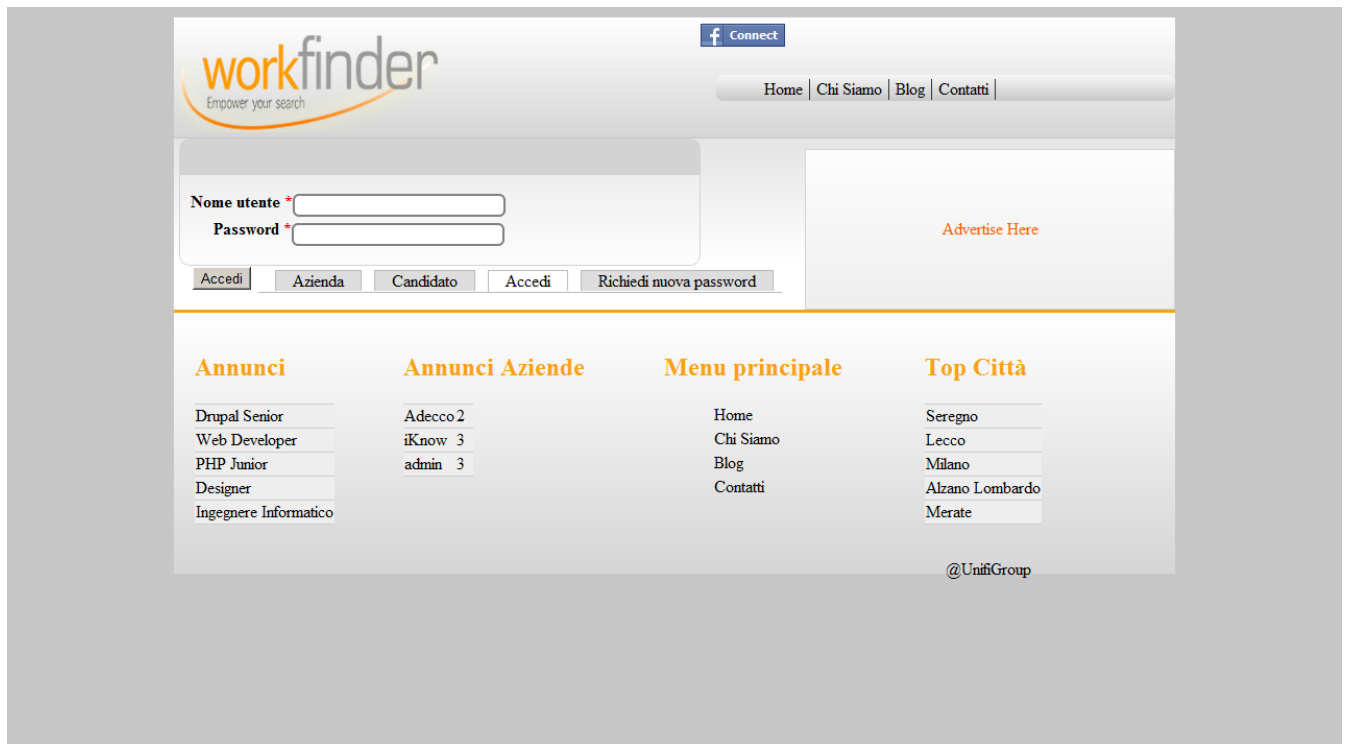 workfinder
Empower your search
f Connect
Home | Chi Siamo | Blog | Contatti |
Nome utente *
Password *
Advertise Here
Accedi Azienda Candidato Accedi Richiedi nuova password
Annunci Annunci Aziende Menu principale Top Città
Drupal Senior Adecco 2 Home Seregno
Web Developer iKnow 3 Chi Siamo Lecco
PHP Junior admin 3 Blog Milano
Designer Contatti Alzano Lombardo
Ingegnere Informatico Merate
@UnifiGroup